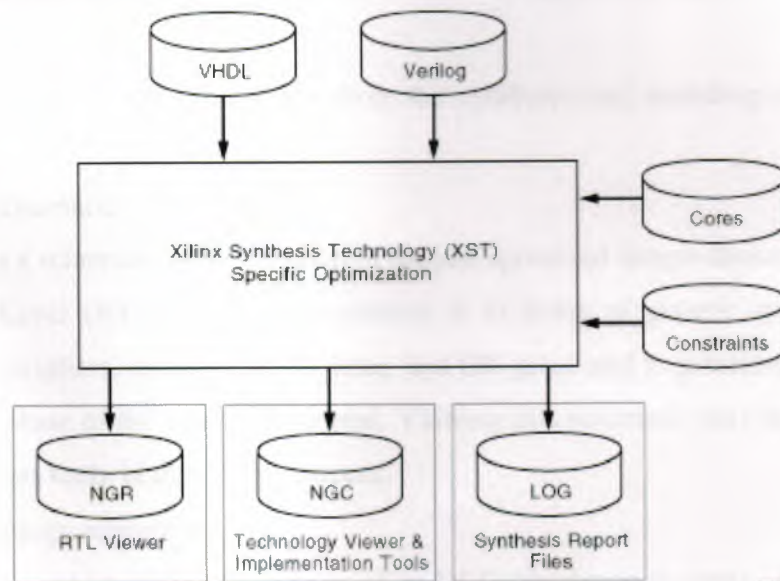 VHDL
Verilog
Cores
Xilinx Synthesis Technology (XST)
Specific Optimization
Constraints
NGR
NGC
LOG
RTL Viewer
Technology Viewer &
Implementation Tools
Synthesis Report
Files